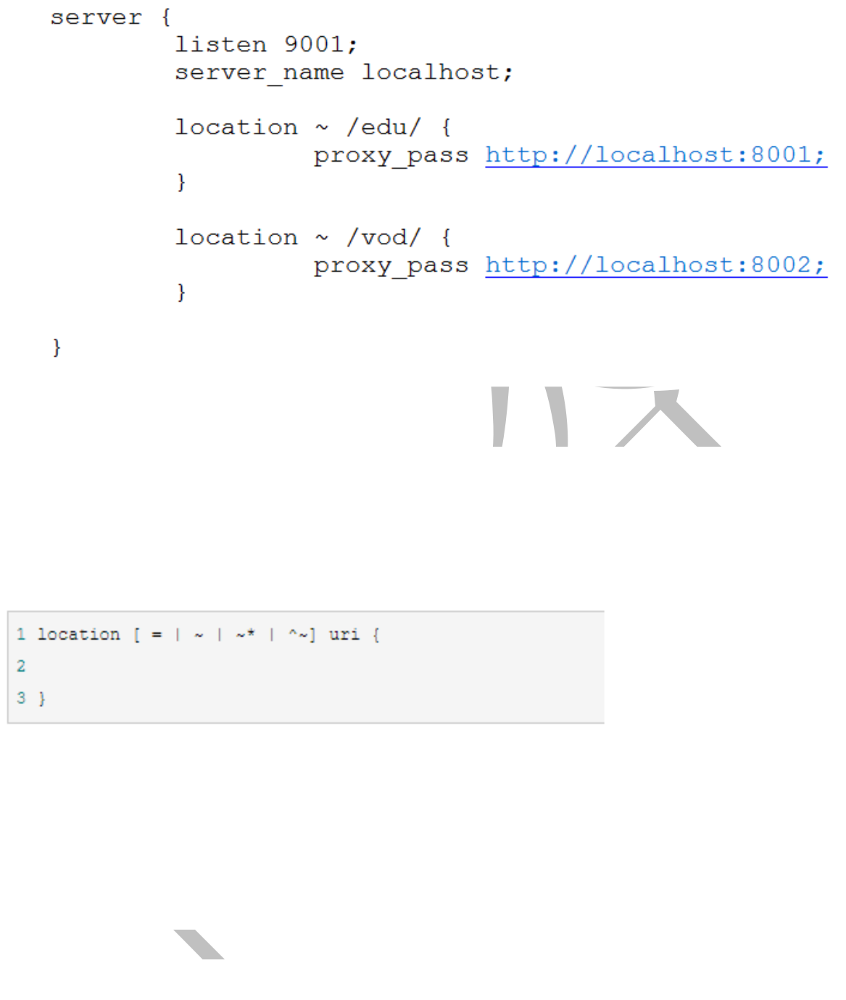 server {
listen 9001;
server_name localhost;
location ~ /edu/ {
proxy_pass http://localhost:8001;
}
location ~ /vod/ {
proxy_pass http://localhost:8002;
}
}
1 location [ = | ~ | ~* | ^~] uri {
2
3 }